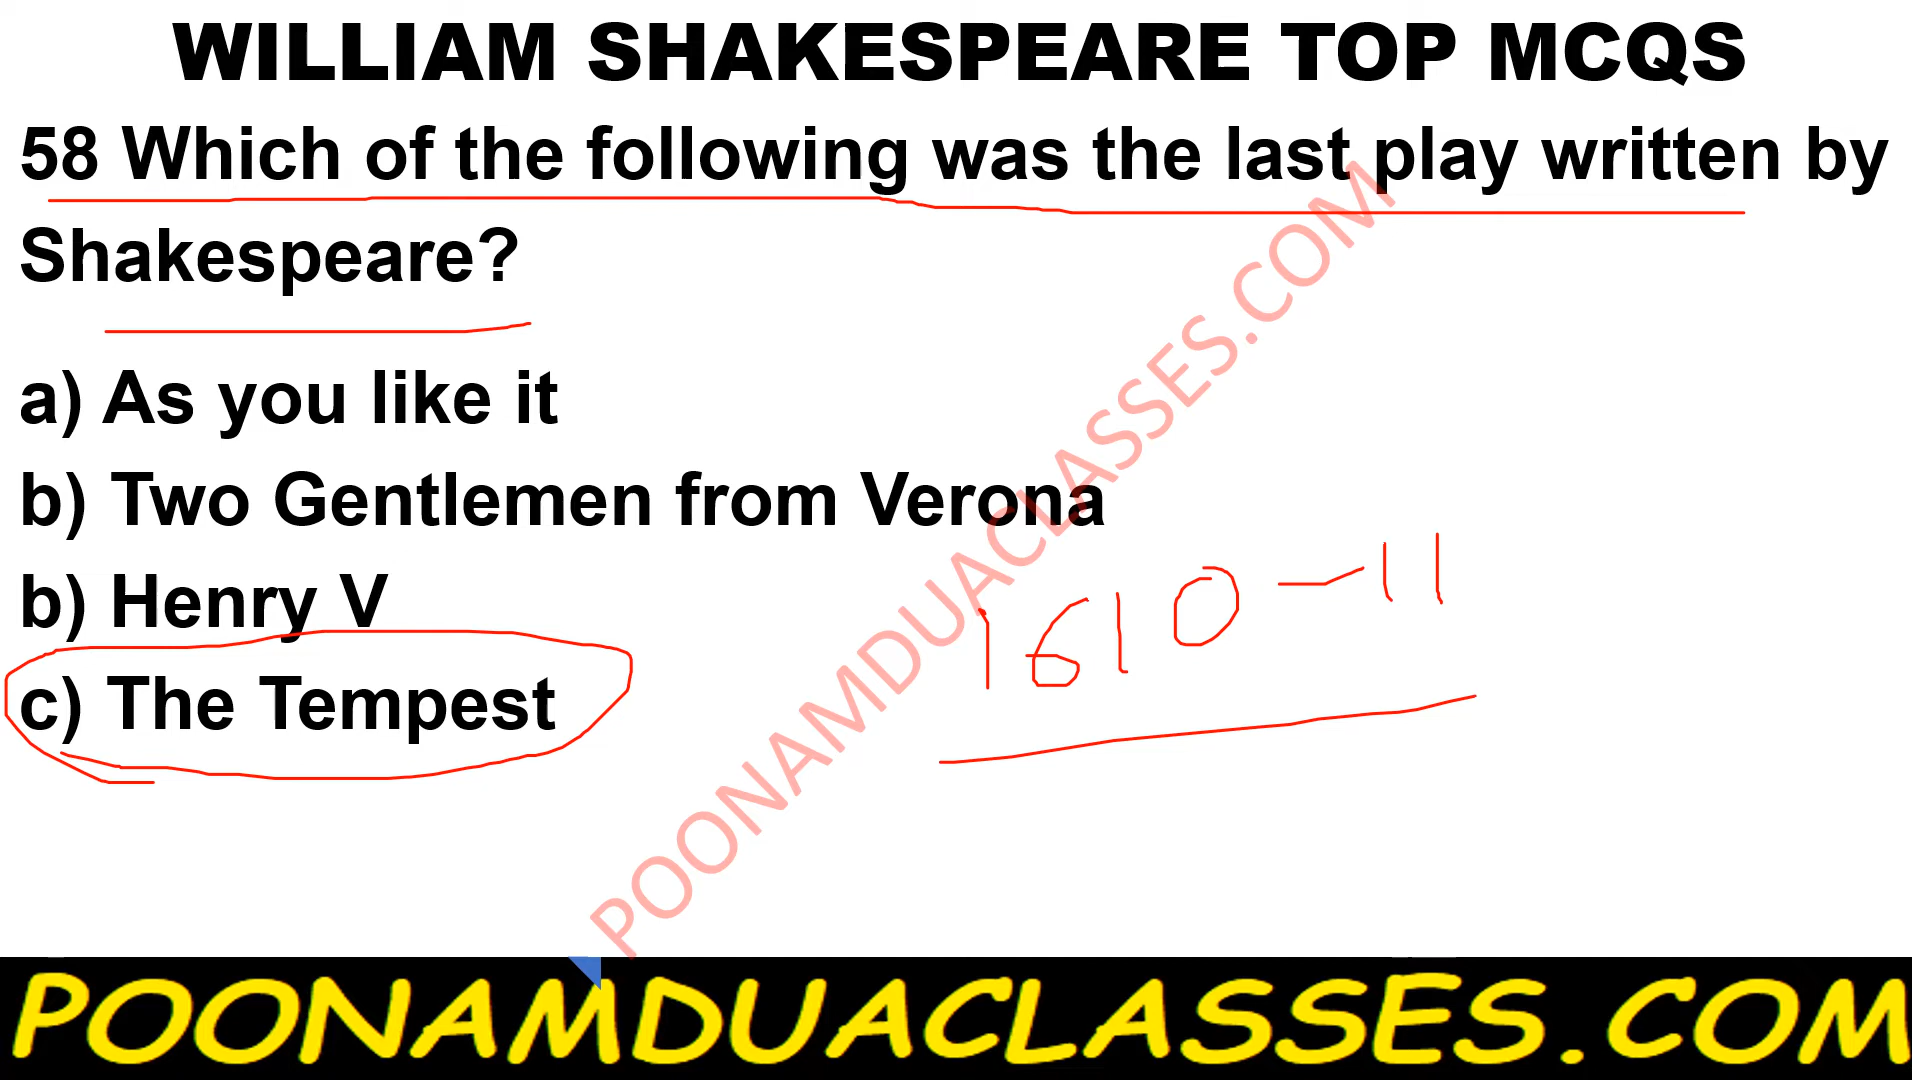 WILLIAM SHAKESPEARE TOP MCQS
58 Which of the following was the last play written by
Shakespeare?
a) As you like it
b) Two Gentlemen from Verona
b) Henry V
c) The Tempest
1610-11
POONAMDUACLASSES.COM
POONAMDUACLASSES.COM